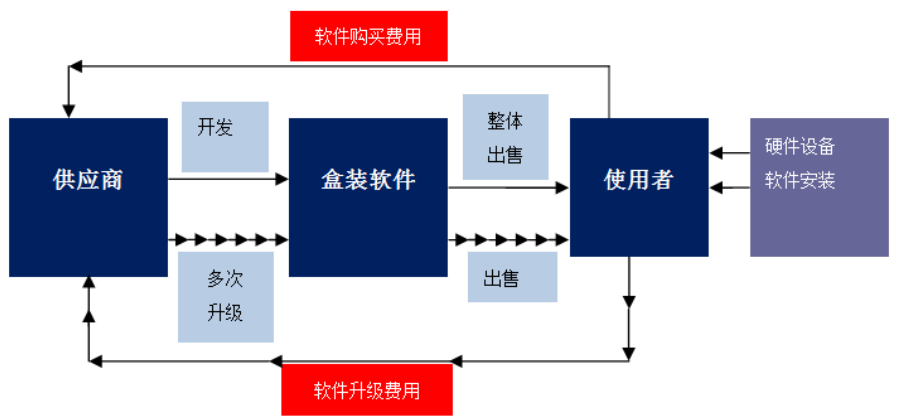 软件购买费用
开发
整体
出售
供应商
盒装软件
使用者
硬件设备
软件安装
多次
升级
出售
软件升级费用